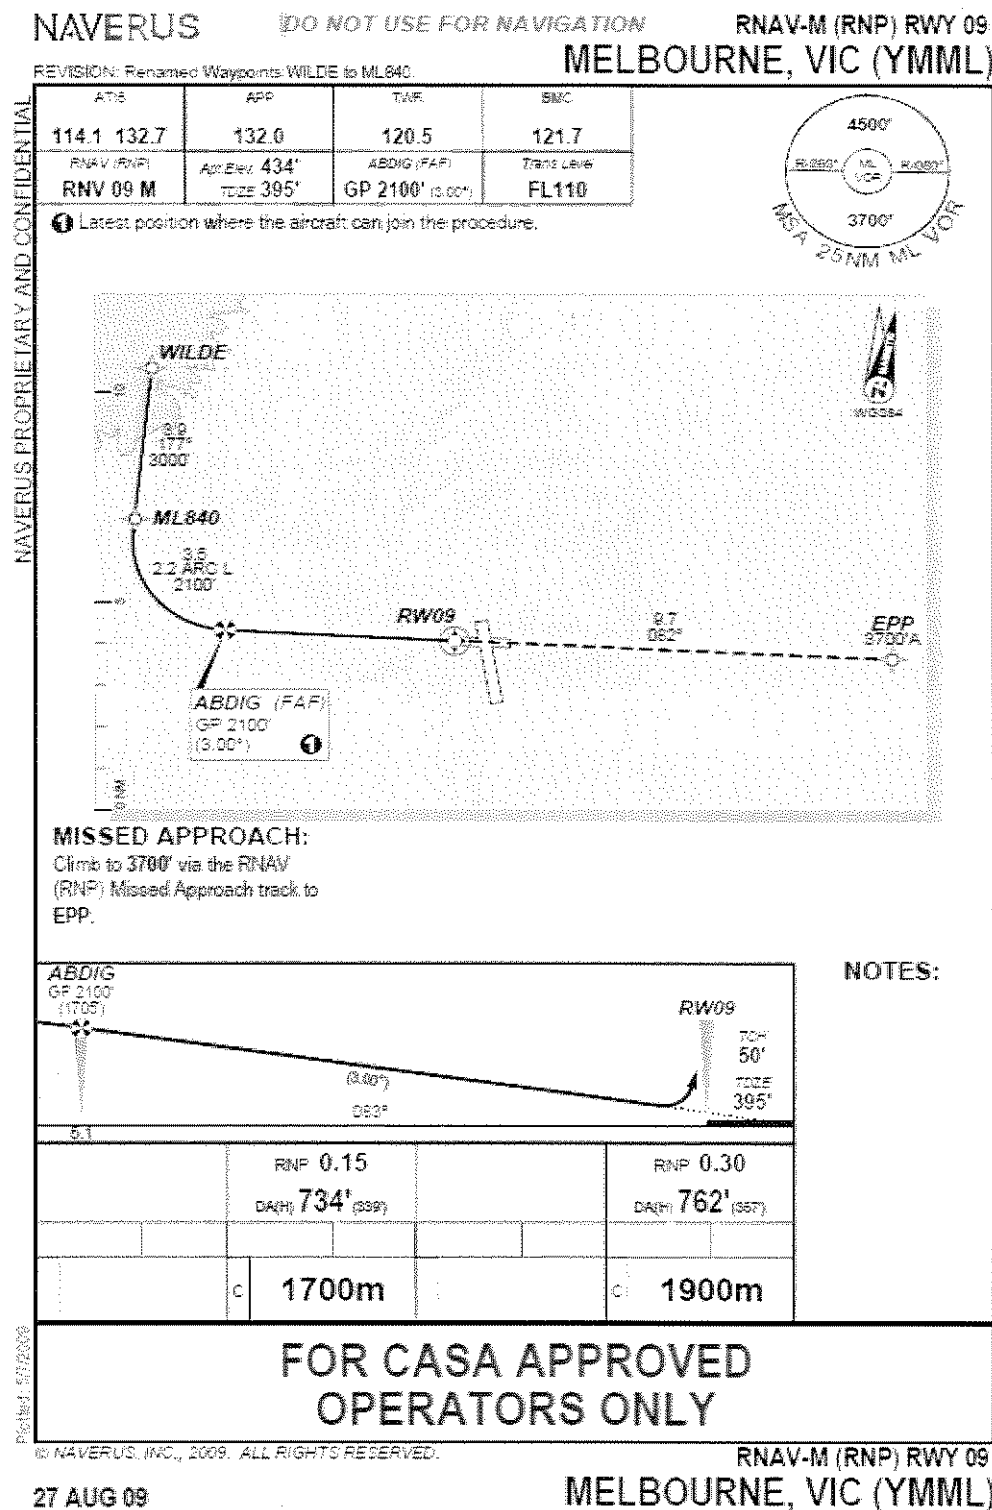 NAVERUS
DO NOT USE FOR NAVIGATION
RNAV-M (RNP) RWY 09
MELBOURNE, VIC (YMML)
REVISION: Renamed Waypoints WILDE to ML840.
NAVERUS PROPRIETARY AND CONFIDENTIAL
ATIS APP TWR SMC
114.1 132.7 132.0 120.5 121.7
RNAV (RNP) Apt.Elev. 434' ABDIG (FAF) Trans Level
RNV 09 M TDZE 395' GP 2100' (3.00°) FL110
1 Latest position where the aircraft can join the procedure.
4500'
ML
VOR
3700'
MSA 25NM ML VOR
WILDE
3.9
177°
3000'
WGS84
ML840
3.5
2.2 ARC L
2100'
RW09
9.7
082°
EPP
3700'A
ABDIG (FAF)
GP 2100'
(3.00°) 1
10
5
0 NM
MISSED APPROACH:
Climb to 3700' via the RNAV
(RNP) Missed Approach track to
EPP.
ABDIG
GP 2100'
(1705')
RW09
TCH
50'
TDZE
395'
(3.00°)
083°
5.1
NOTES:
RNP 0.15 RNP 0.30
DA(H) 734' (339') DA(H) 762' (367')
C 1700m C 1900m
FOR CASA APPROVED
OPERATORS ONLY
© NAVERUS, INC., 2009. ALL RIGHTS RESERVED.
27 AUG 09
RNAV-M (RNP) RWY 09
MELBOURNE, VIC (YMML)